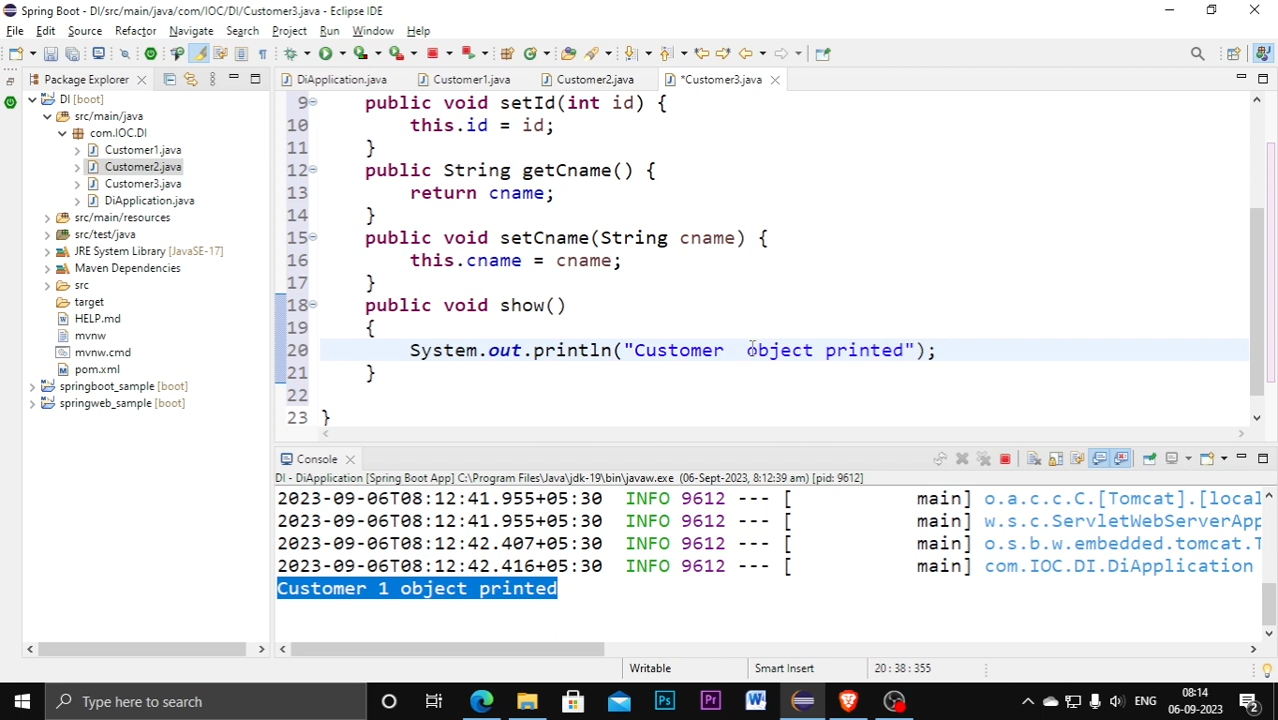 Spring Boot - DI/src/main/java/com/IOC/DI/Customer3.java - Eclipse IDE
File Edit Source Refactor Navigate Search Project Run Window Help
Package Explorer
DiApplication.java Customer1.java Customer2.java *Customer3.java
DI [boot]
src/main/java
com.IOC.DI
Customer1.java
Customer2.java
Customer3.java
DiApplication.java
src/main/resources
src/test/java
JRE System Library [JavaSE-17]
Maven Dependencies
src
target
HELP.md
mvnw
mvnw.cmd
pom.xml
springboot_sample [boot]
springweb_sample [boot]
9 public void setId(int id) {
10 this.id = id;
11 }
12 public String getCname() {
13 return cname;
14 }
15 public void setCname(String cname) {
16 this.cname = cname;
17 }
18 public void show()
19 {
20 System.out.println("Customer  object printed");
21 }
22
23 }
Console
DI - DiApplication [Spring Boot App] C:\Program Files\Java\jdk-19\bin\javaw.exe (06-Sept-2023, 8:12:39 am) [pid: 9612]
2023-09-06T08:12:41.955+05:30 INFO 9612 --- [ main] o.a.c.c.C.[Tomcat].[local
2023-09-06T08:12:41.955+05:30 INFO 9612 --- [ main] w.s.c.ServletWebServerApp
2023-09-06T08:12:42.407+05:30 INFO 9612 --- [ main] o.s.b.w.embedded.tomcat.T
2023-09-06T08:12:42.416+05:30 INFO 9612 --- [ main] com.IOC.DI.DiApplication
Customer 1 object printed
Writable Smart Insert 20 : 38 : 355
Type here to search
Ps Pr W
ENG
08:14
06-09-2023
2